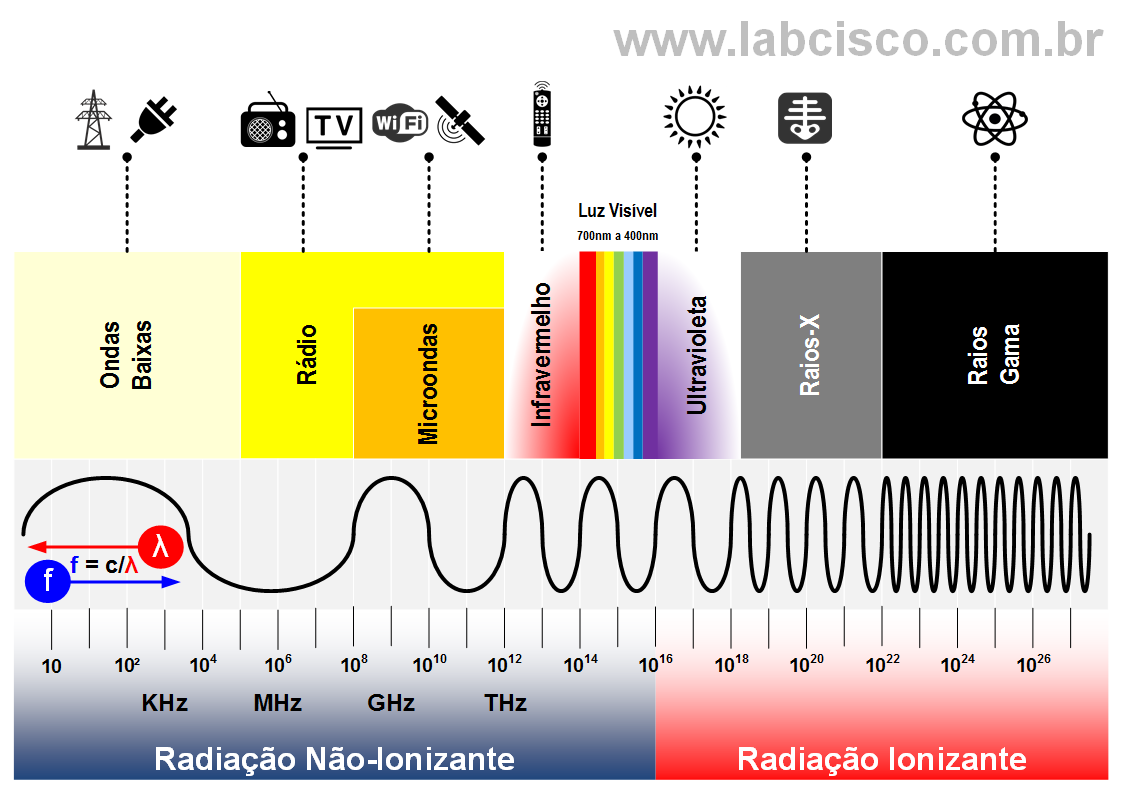 www.labcisco.com.br
TV
Wi Fi
Luz Visível
700nm a 400nm
Ondas
Baixas
Rádio
Microondas
Infravermelho
Ultravioleta
Raios-X
Raios
Gama
λ
f = c/λ
f
10 10² 10⁴ 10⁶ 10⁸ 10¹⁰ 10¹² 10¹⁴ 10¹⁶ 10¹⁸ 10²⁰ 10²² 10²⁴ 10²⁶
KHz MHz GHz THz
Radiação Não-Ionizante Radiação Ionizante